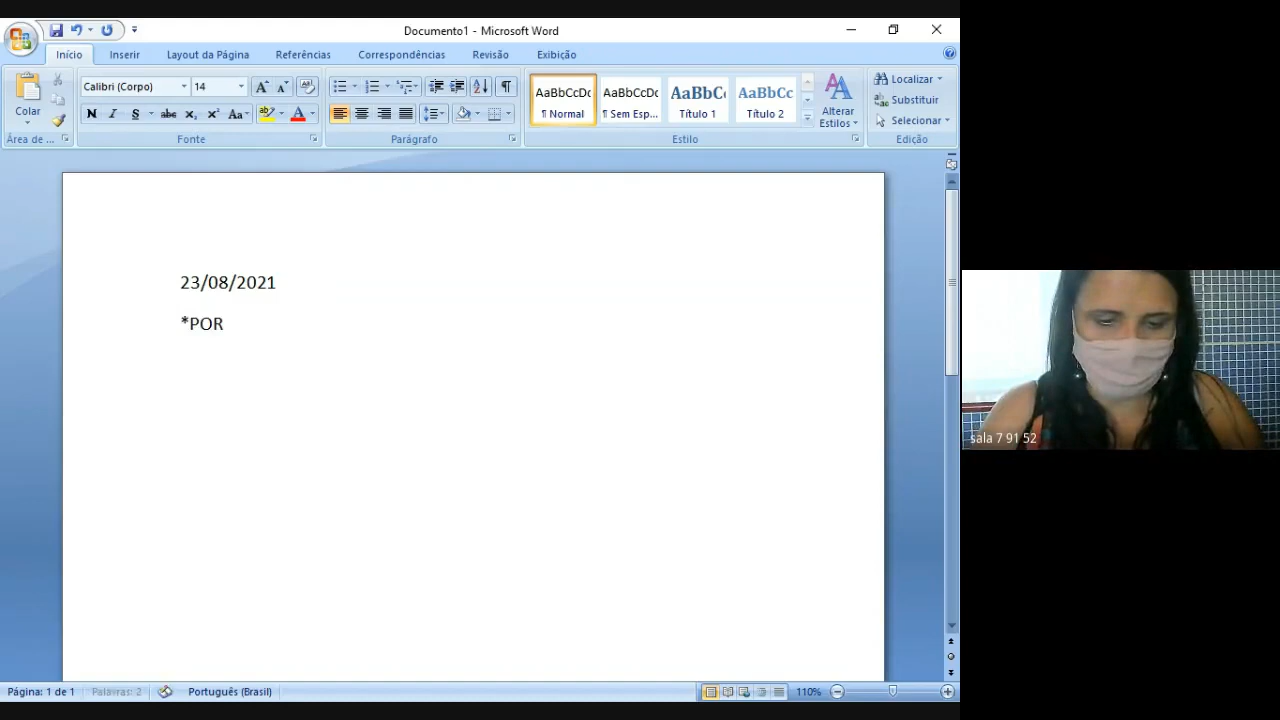 Documento1 - Microsoft Word
Início Inserir Layout da Página Referências Correspondências Revisão Exibição
Colar
Calibri (Corpo) 14
N I S abc x₂ x² Aa A
AaBbCcDc AaBbCcDc AaBbC AaBbCc
¶ Normal ¶ Sem Esp... Título 1 Título 2
Alterar Estilos
Localizar
Substituir
Selecionar
Área de ... Fonte Parágrafo Estilo Edição
23/08/2021
*POR
sala 7 91 52
Página: 1 de 1 Palavras: 2 Português (Brasil) 110%